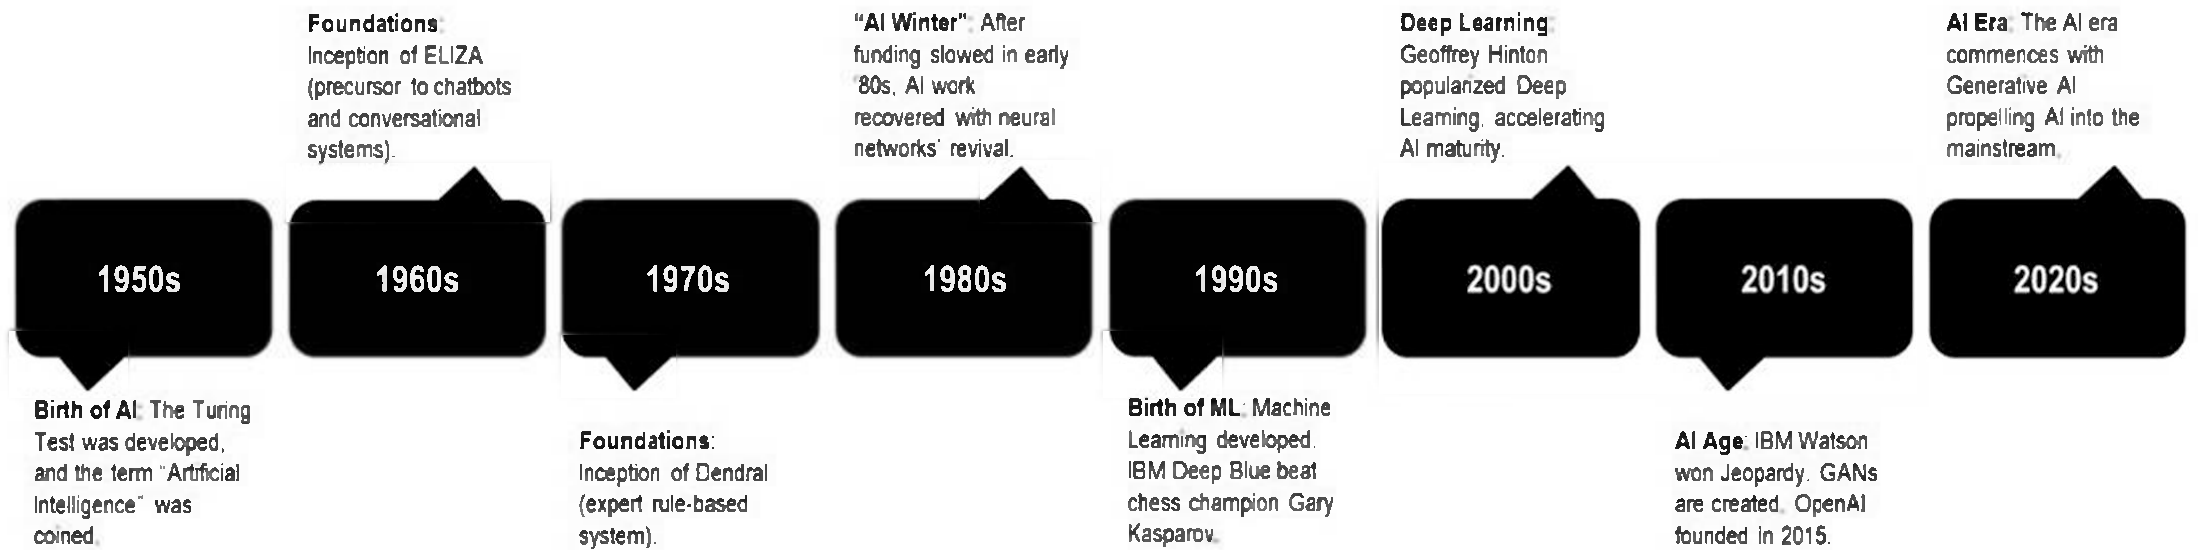 Foundations:
Inception of ELIZA
(precursor to chatbots
and conversational
systems).
"AI Winter": After
funding slowed in early
'80s, AI work
recovered with neural
networks' revival.
Deep Learning:
Geoffrey Hinton
popularized Deep
Learning, accelerating
AI maturity.
AI Era: The AI era
commences with
Generative AI
propelling AI into the
mainstream.
1950s
1960s
1970s
1980s
1990s
2000s
2010s
2020s
Birth of AI: The Turing
Test was developed,
and the term "Artificial
Intelligence" was
coined.
Foundations:
Inception of Dendral
(expert rule-based
system).
Birth of ML: Machine
Learning developed.
IBM Deep Blue beat
chess champion Gary
Kasparov.
AI Age: IBM Watson
won Jeopardy. GANs
are created. OpenAI
founded in 2015.